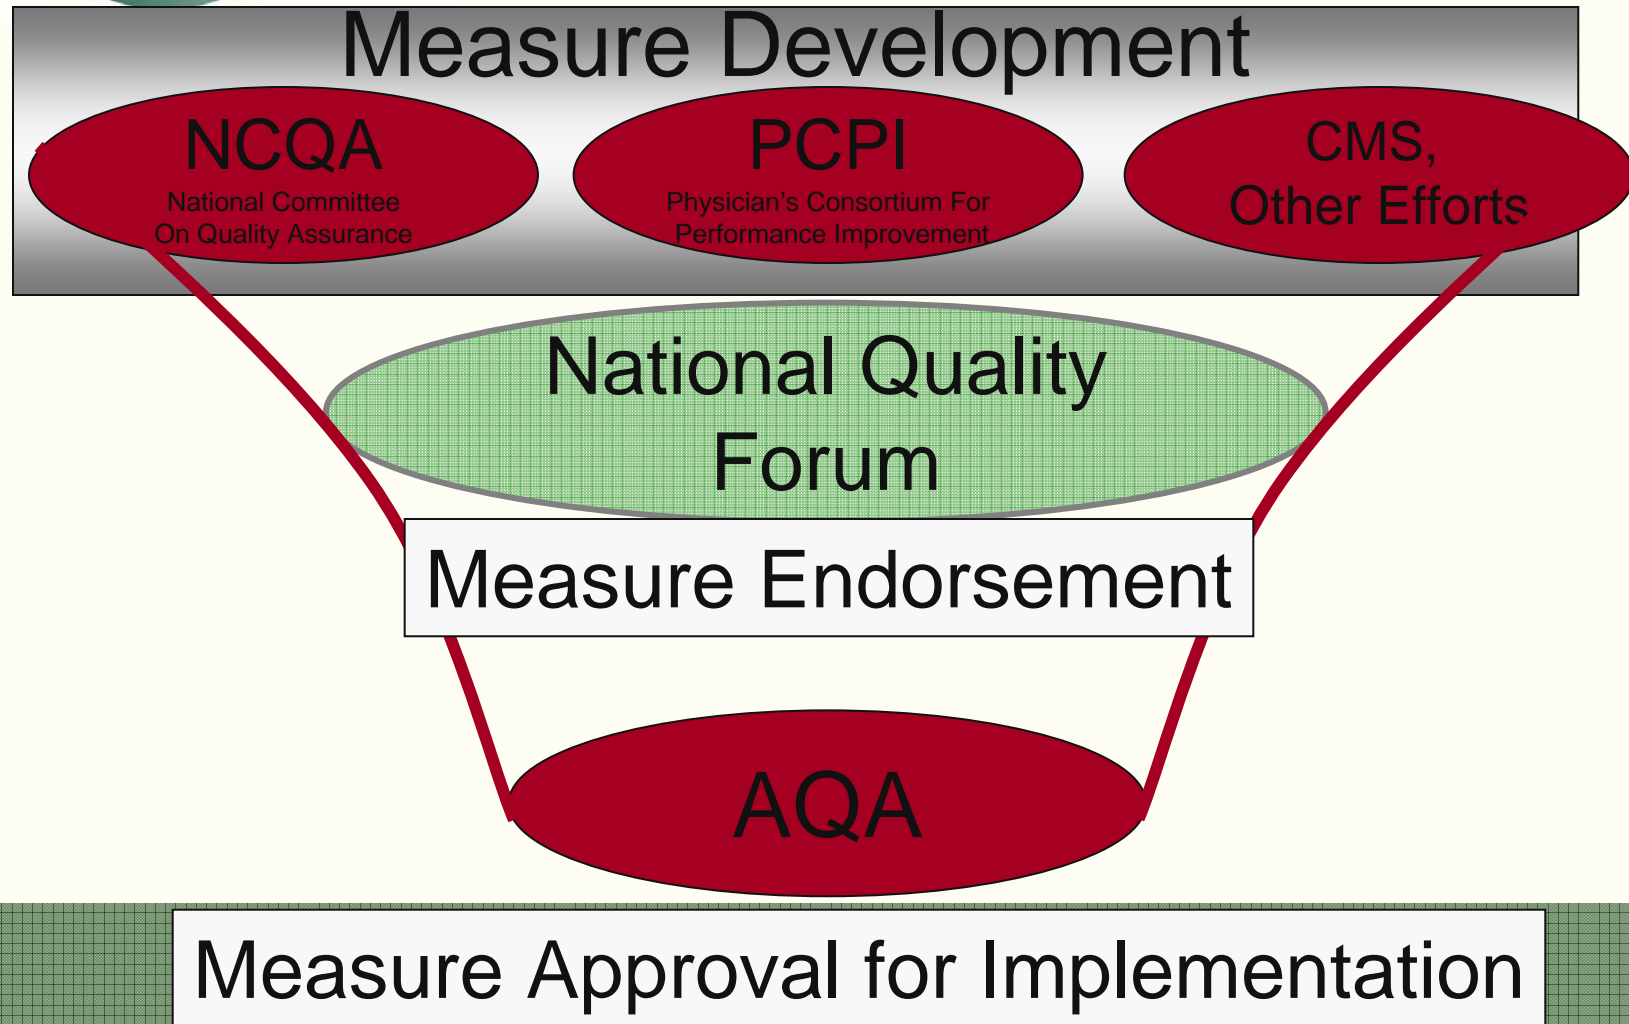 Measure Development
NCQA
National Committee
On Quality Assurance
PCPI
Physician's Consortium For
Performance Improvement
CMS,
Other Efforts
National Quality
Forum
Measure Endorsement
AQA
Measure Approval for Implementation